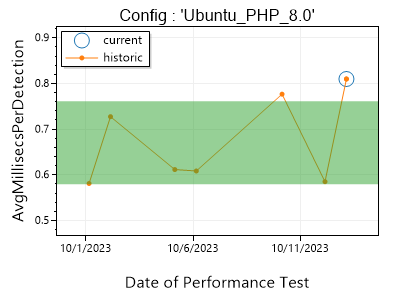 Config : 'Ubuntu_PHP_8.0'
current
historic
AvgMillisecsPerDetection
0.9
0.8
0.7
0.6
0.5
10/1/2023
10/6/2023
10/11/2023
Date of Performance Test